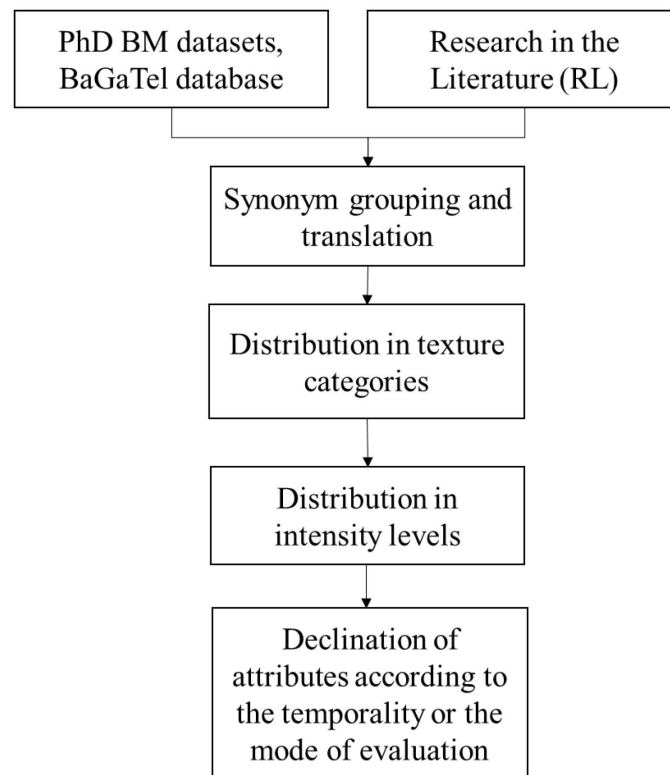 PhD BM datasets,
BaGaTel database
Research in the
Literature (RL)
Synonym grouping and
translation
Distribution in texture
categories
Distribution in
intensity levels
Declination of
attributes according to
the temporality or the
mode of evaluation